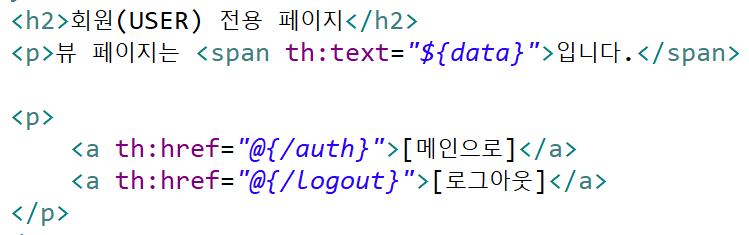 <h2>회원(USER) 전용 페이지</h2>
<p>뷰 페이지는 <span th:text="${data}">입니다.</span>
<p>
<a th:href="@{/auth}">[메인으로]</a>
<a th:href="@{/logout}">[로그아웃]</a>
</p>